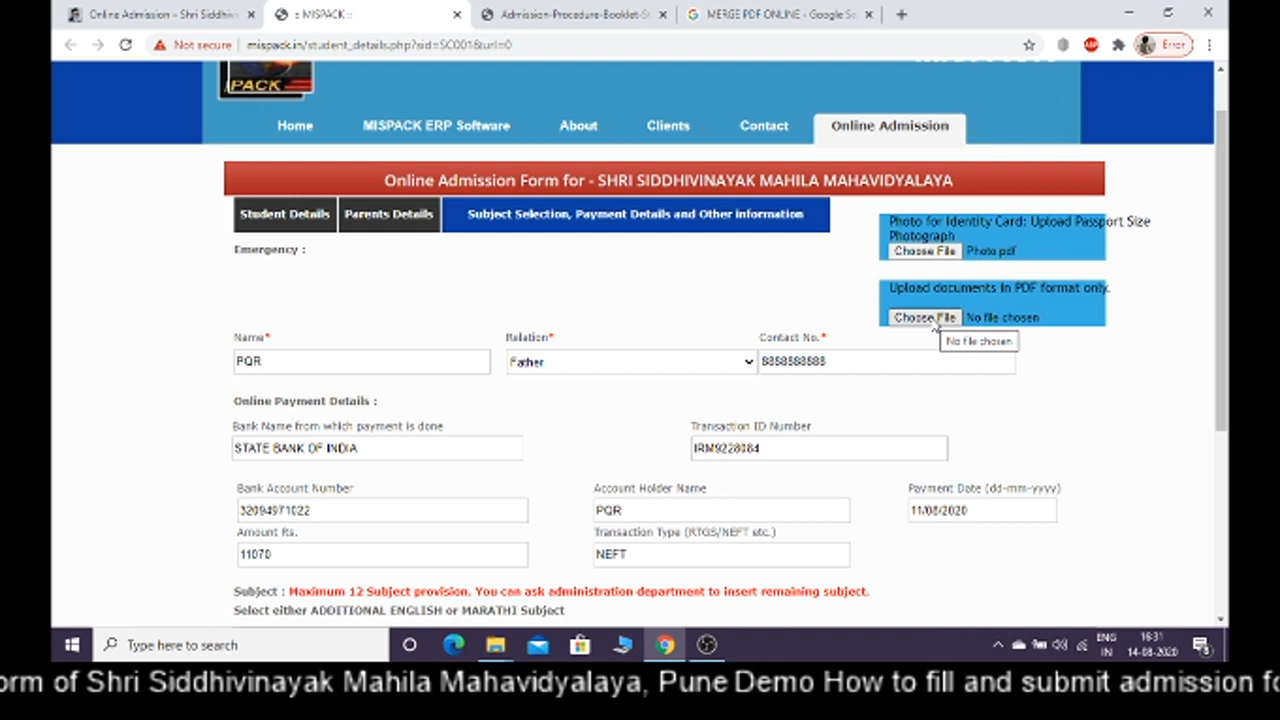 Online Admission – Shri Siddhivi
:: MISPACK ::
Admission-Procedure-Booklet-S
MERGE PDF ONLINE - Google Se
Not secure
mispack.in/student_details.php?sid=SC001&url=0
ABP
Error
PACK
Home
MISPACK ERP Software
About
Clients
Contact
Online Admission
Online Admission Form for - SHRI SIDDHIVINAYAK MAHILA MAHAVIDYALAYA
Student Details
Parents Details
Subject Selection, Payment Details and Other information
Photo for Identity Card: Upload Passport Size
Photograph
Choose File Photo.pdf
Emergency :
Upload documents in PDF format only.
Choose File No file chosen
No file chosen
Name*
Relation*
Contact No.*
PQR
Father
8888888888
Online Payment Details :
Bank Name from which payment is done
Transaction ID Number
STATE BANK OF INDIA
IRM9228084
Bank Account Number
Account Holder Name
Payment Date (dd-mm-yyyy)
32094971022
PQR
11/08/2020
Amount Rs.
Transaction Type (RTGS/NEFT etc.)
11070
NEFT
Subject : Maximum 12 Subject provision. You can ask administration department to insert remaining subject.
Select either ADDITIONAL ENGLISH or MARATHI Subject
Type here to search
ENG
IN
16:31
14-08-2020
orm of Shri Siddhivinayak Mahila Mahavidyalaya, Pune Demo How to fill and submit admission fo